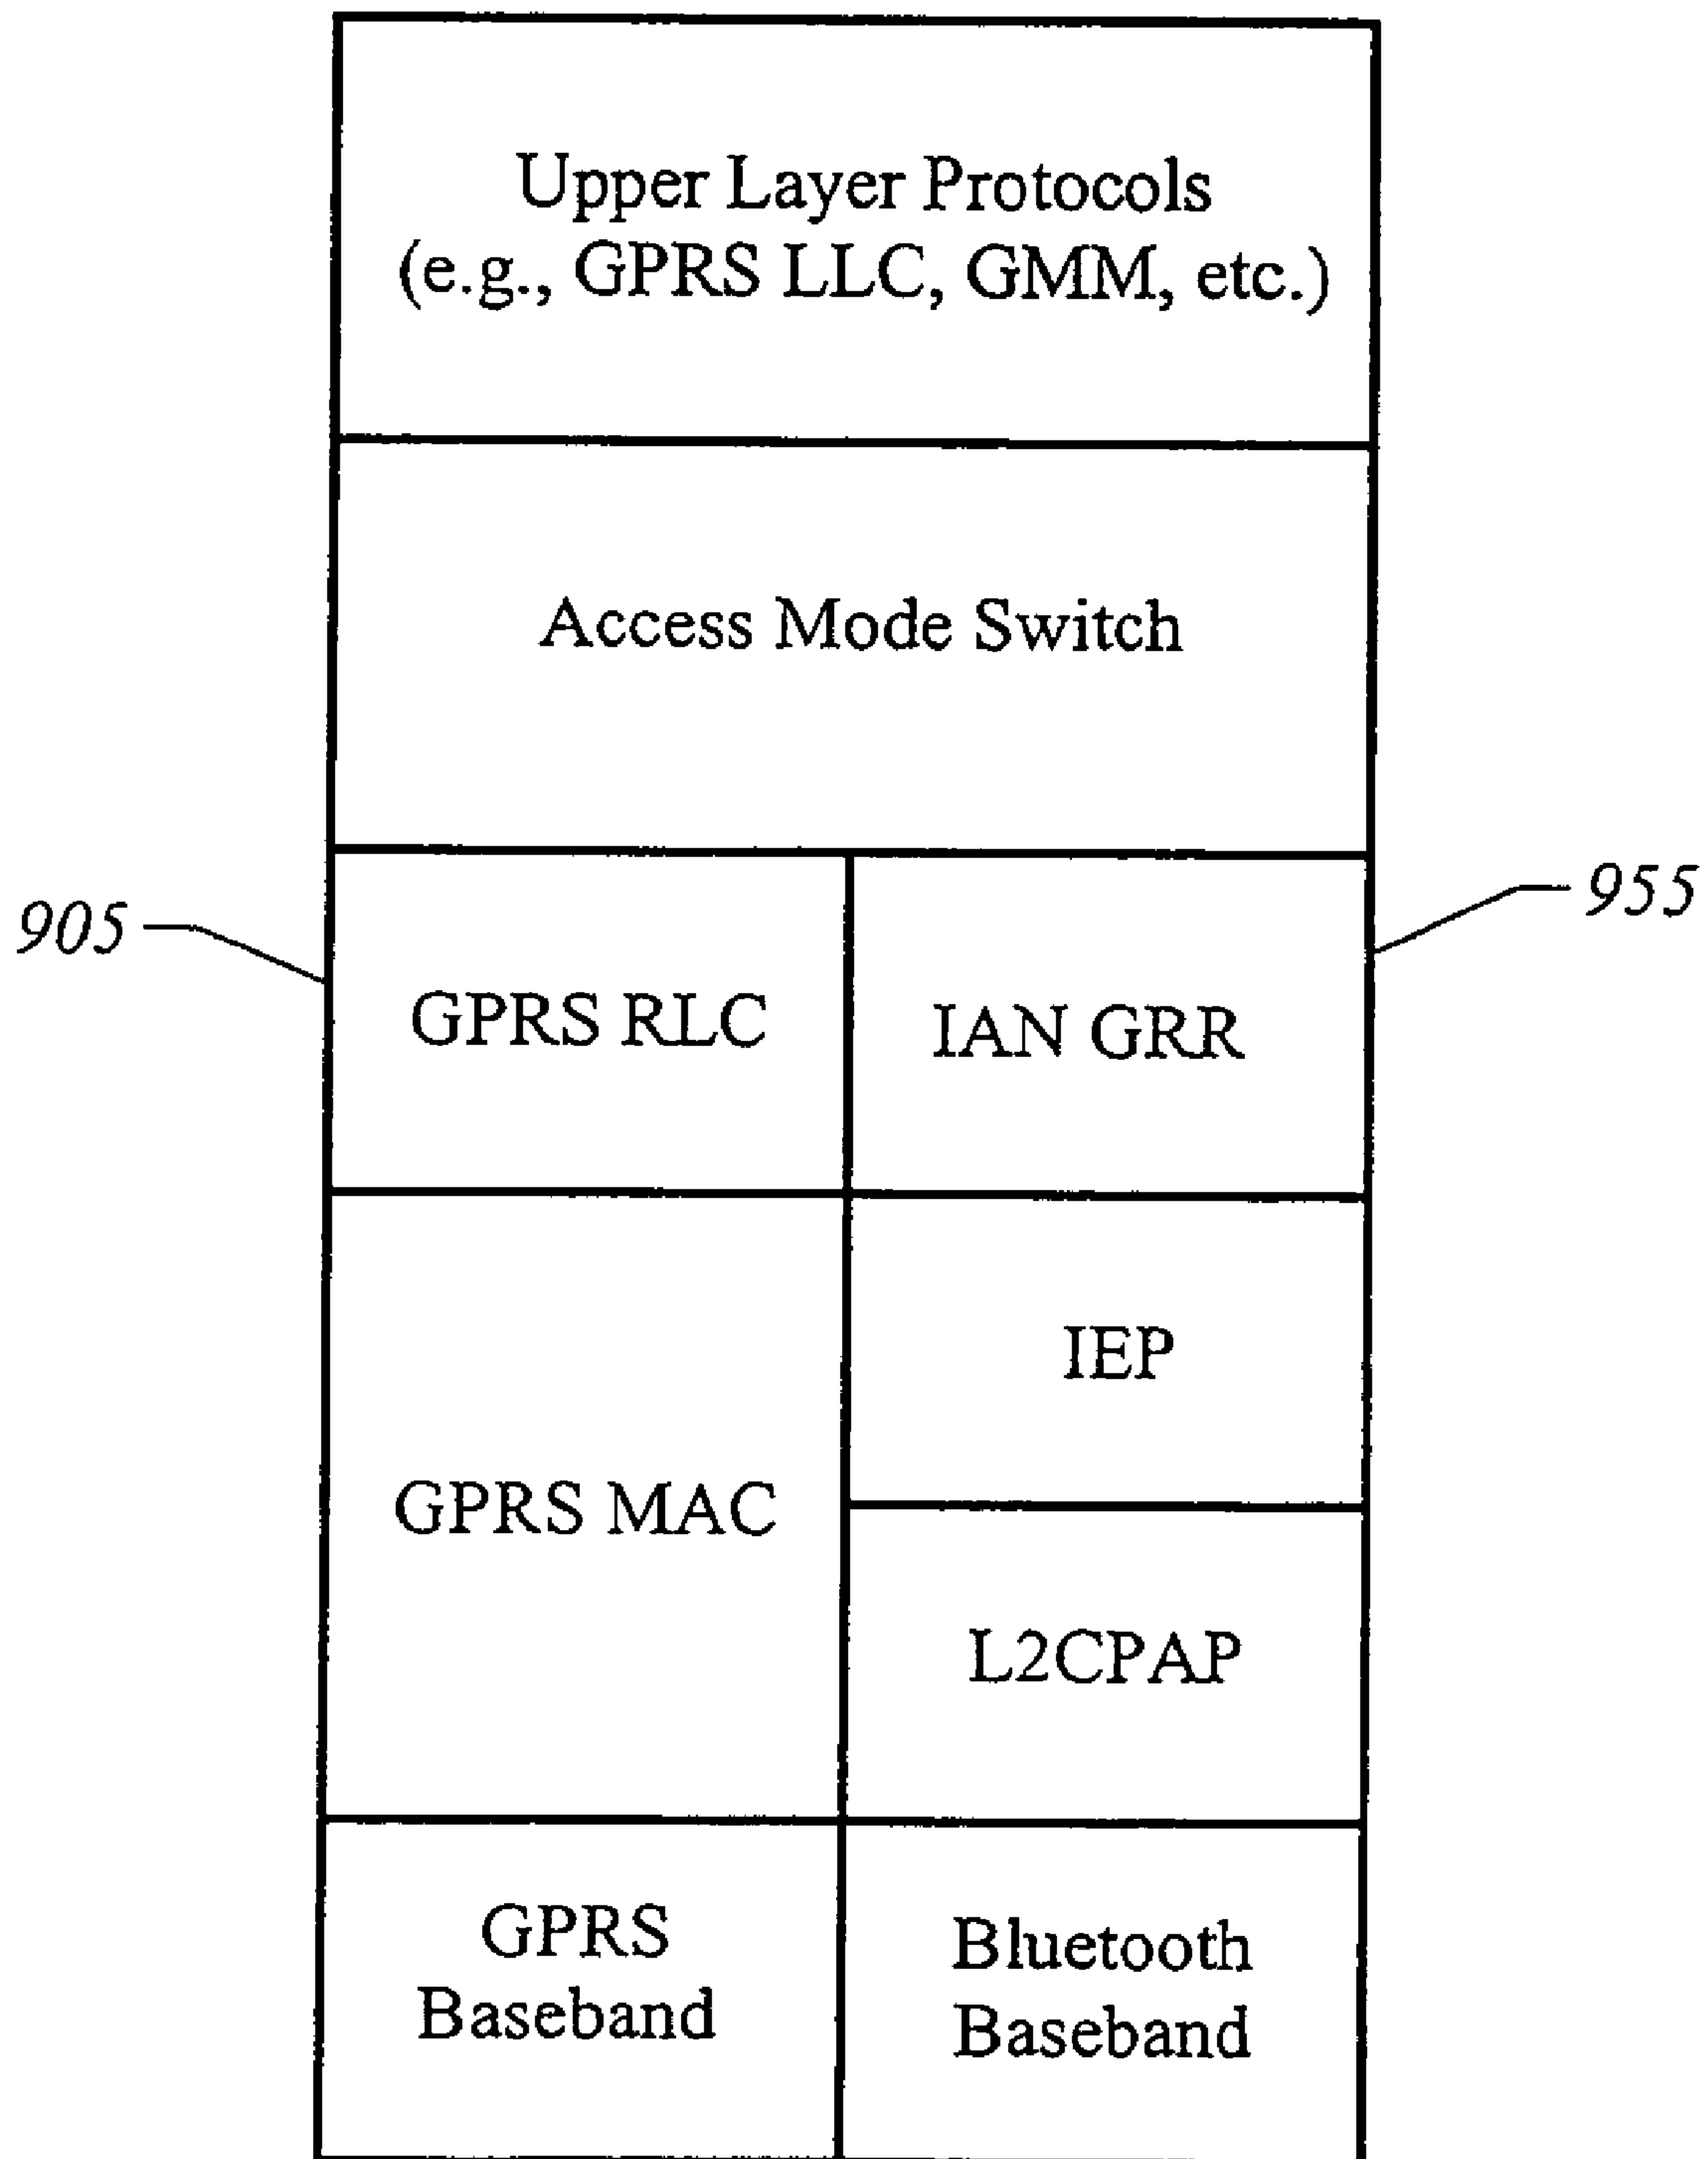 Upper Layer Protocols
(e.g., GPRS LLC, GMM, etc.)
Access Mode Switch
905
955
GPRS RLC
IAN GRR
IEP
GPRS MAC
L2CPAP
GPRS
Baseband
Bluetooth
Baseband